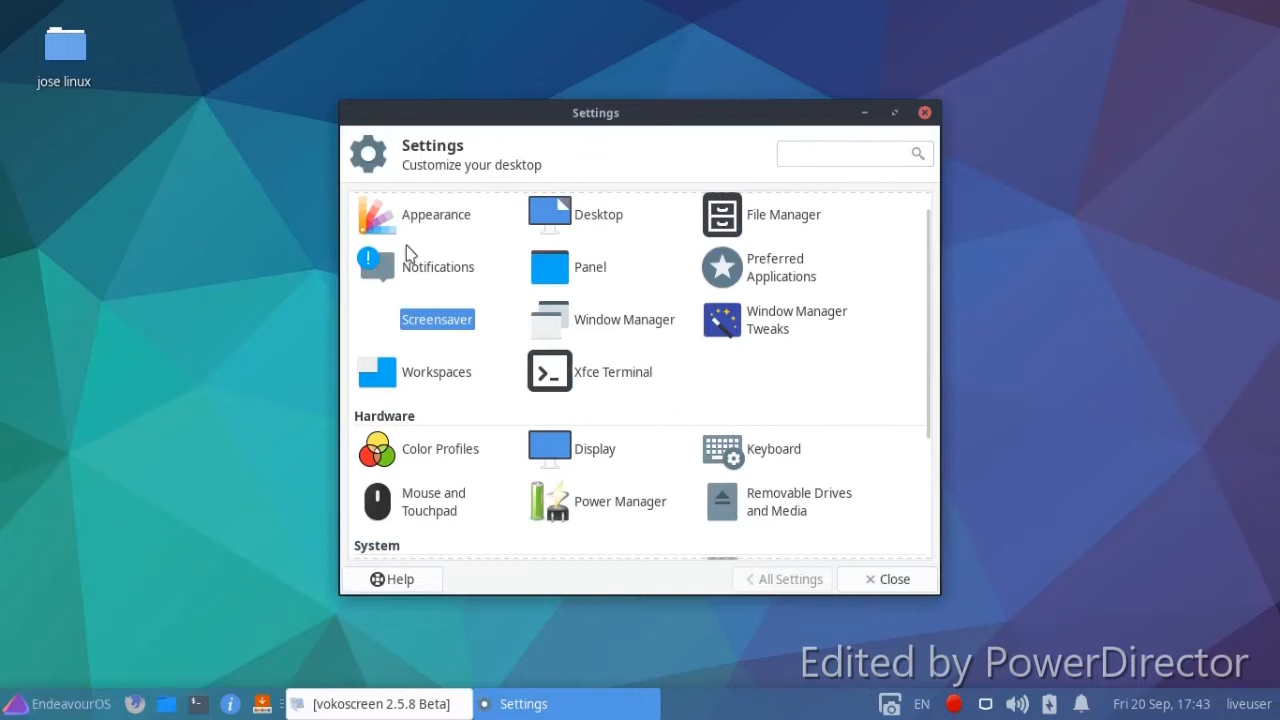 jose linux
Settings
Settings
Customize your desktop
Appearance
Desktop
File Manager
Notifications
Panel
Preferred
Applications
Screensaver
Window Manager
Window Manager
Tweaks
Workspaces
Xfce Terminal
Hardware
Color Profiles
Display
Keyboard
Mouse and
Touchpad
Power Manager
Removable Drives
and Media
System
Help
All Settings
Close
Edited by PowerDirector
EndeavourOS
[vokoscreen 2.5.8 Beta]
Settings
EN
Fri 20 Sep, 17:43
liveuser